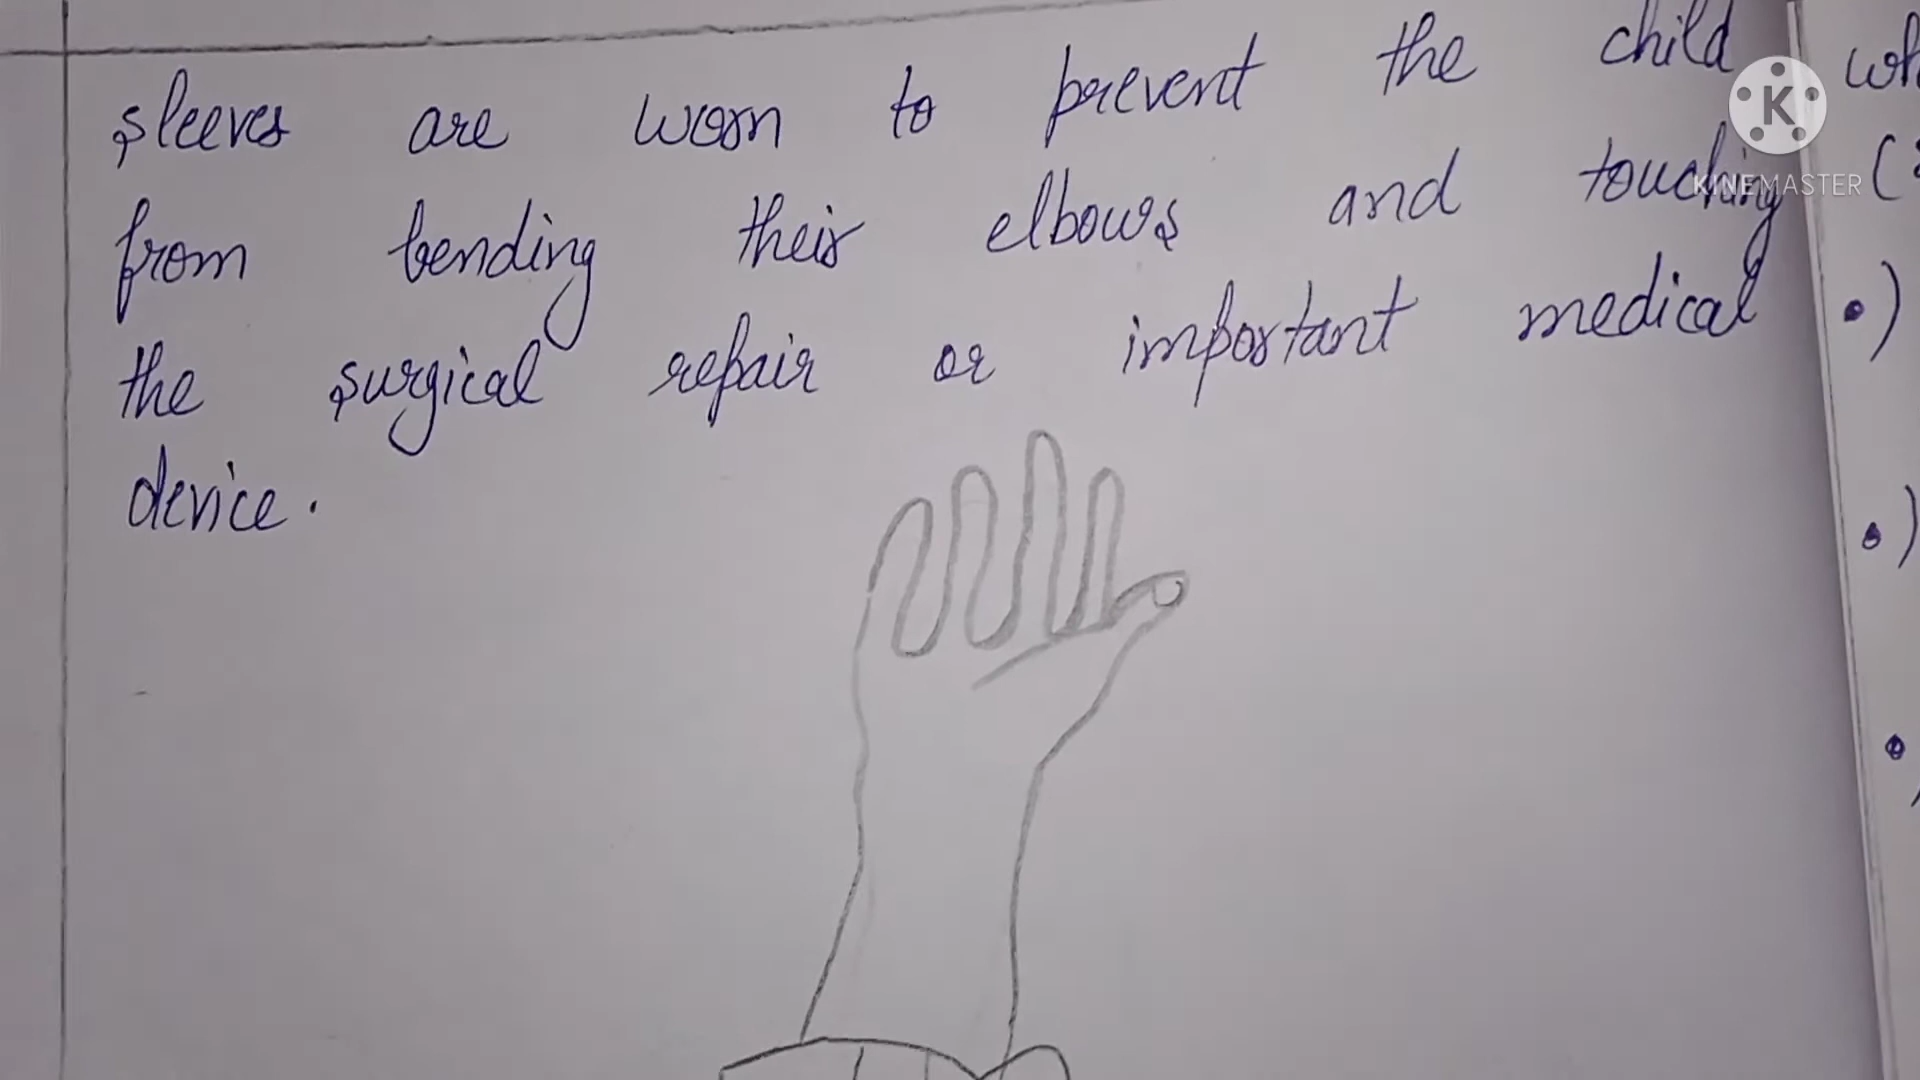 sleeves are worn to prevent the child
from bending their elbows and touching
the surgical repair or important medical
device.
K
KINEMASTER